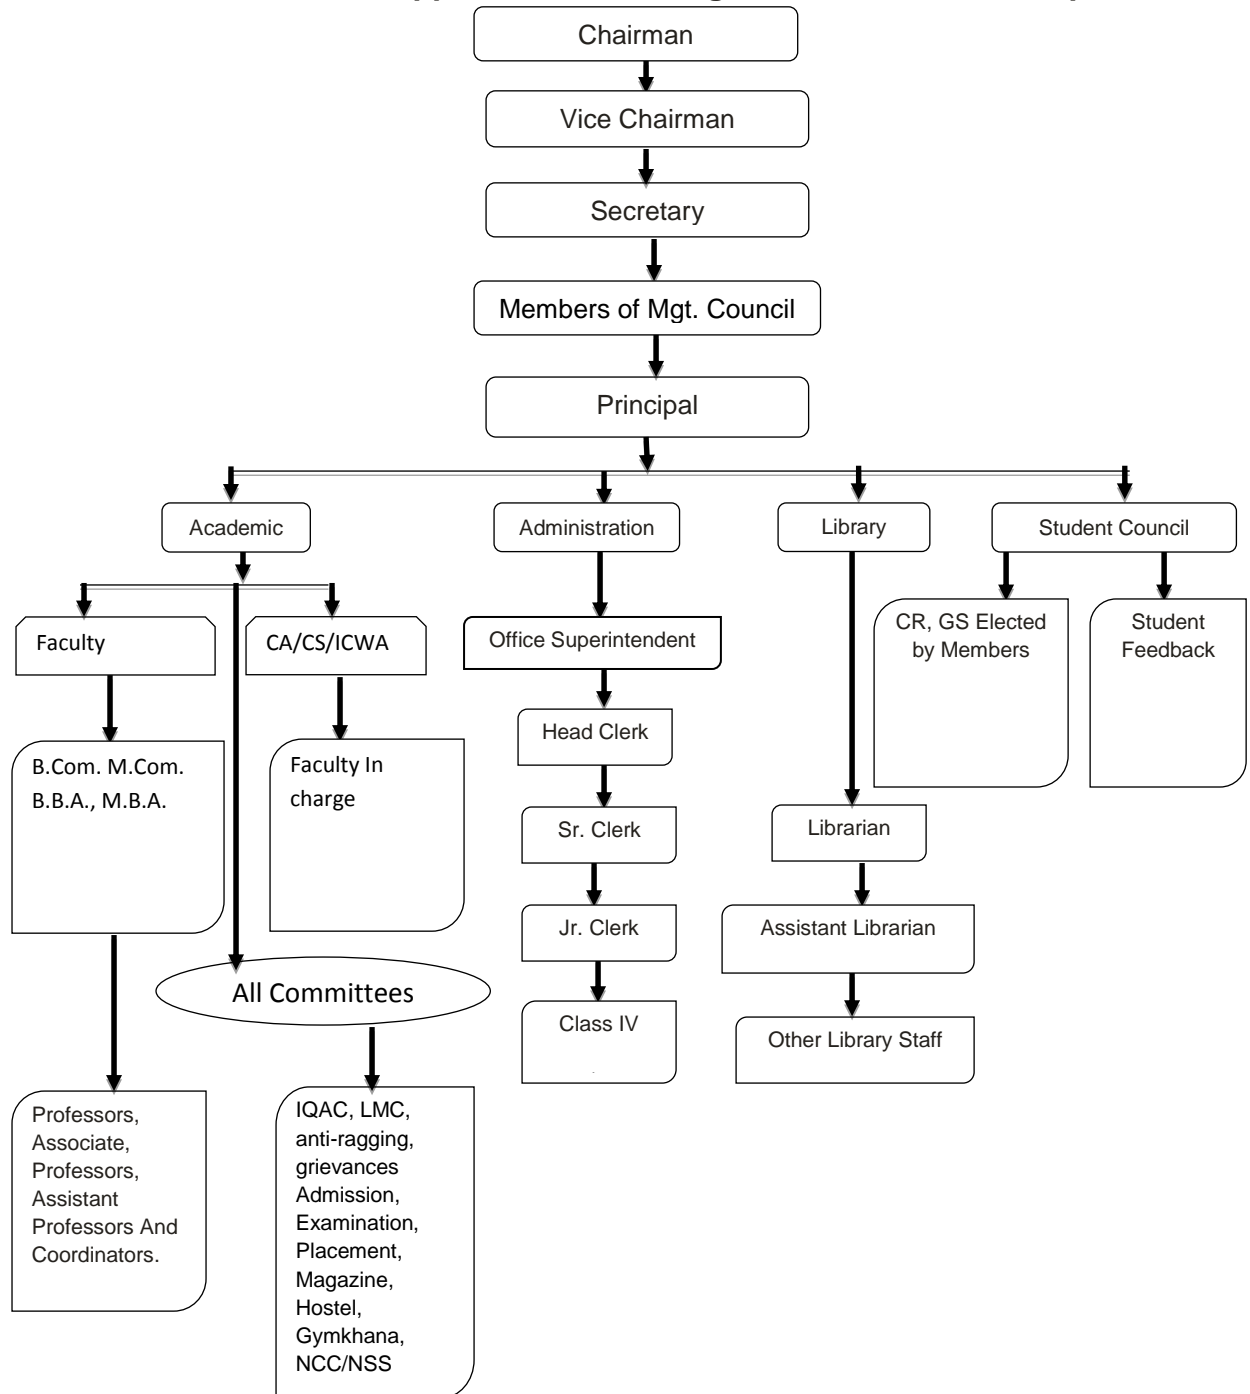 Chairman
Vice Chairman
Secretary
Members of Mgt. Council
Principal
Academic
Administration
Library
Student Council
Faculty
CA/CS/ICWA
Office Superintendent
CR, GS Elected
by Members
Student
Feedback
B.Com. M.Com.
B.B.A., M.B.A.
Faculty In
charge
Head Clerk
Sr. Clerk
Librarian
Jr. Clerk
Assistant Librarian
All Committees
Class IV
.
Other Library Staff
Professors,
Associate,
Professors,
Assistant
Professors And
Coordinators.
IQAC, LMC,
anti-ragging,
grievances
Admission,
Examination,
Placement,
Magazine,
Hostel,
Gymkhana,
NCC/NSS